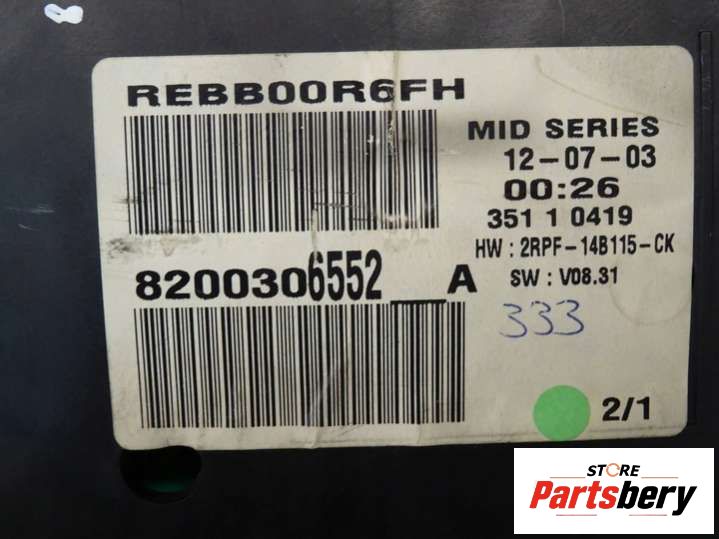 REBB00R6FH
MID SERIES
12-07-03
00:26
351 1 0419
HW : 2RPF-14B115-CK
8200306552__A
SW : V08.31
333
2/1
STORE
Partsbery